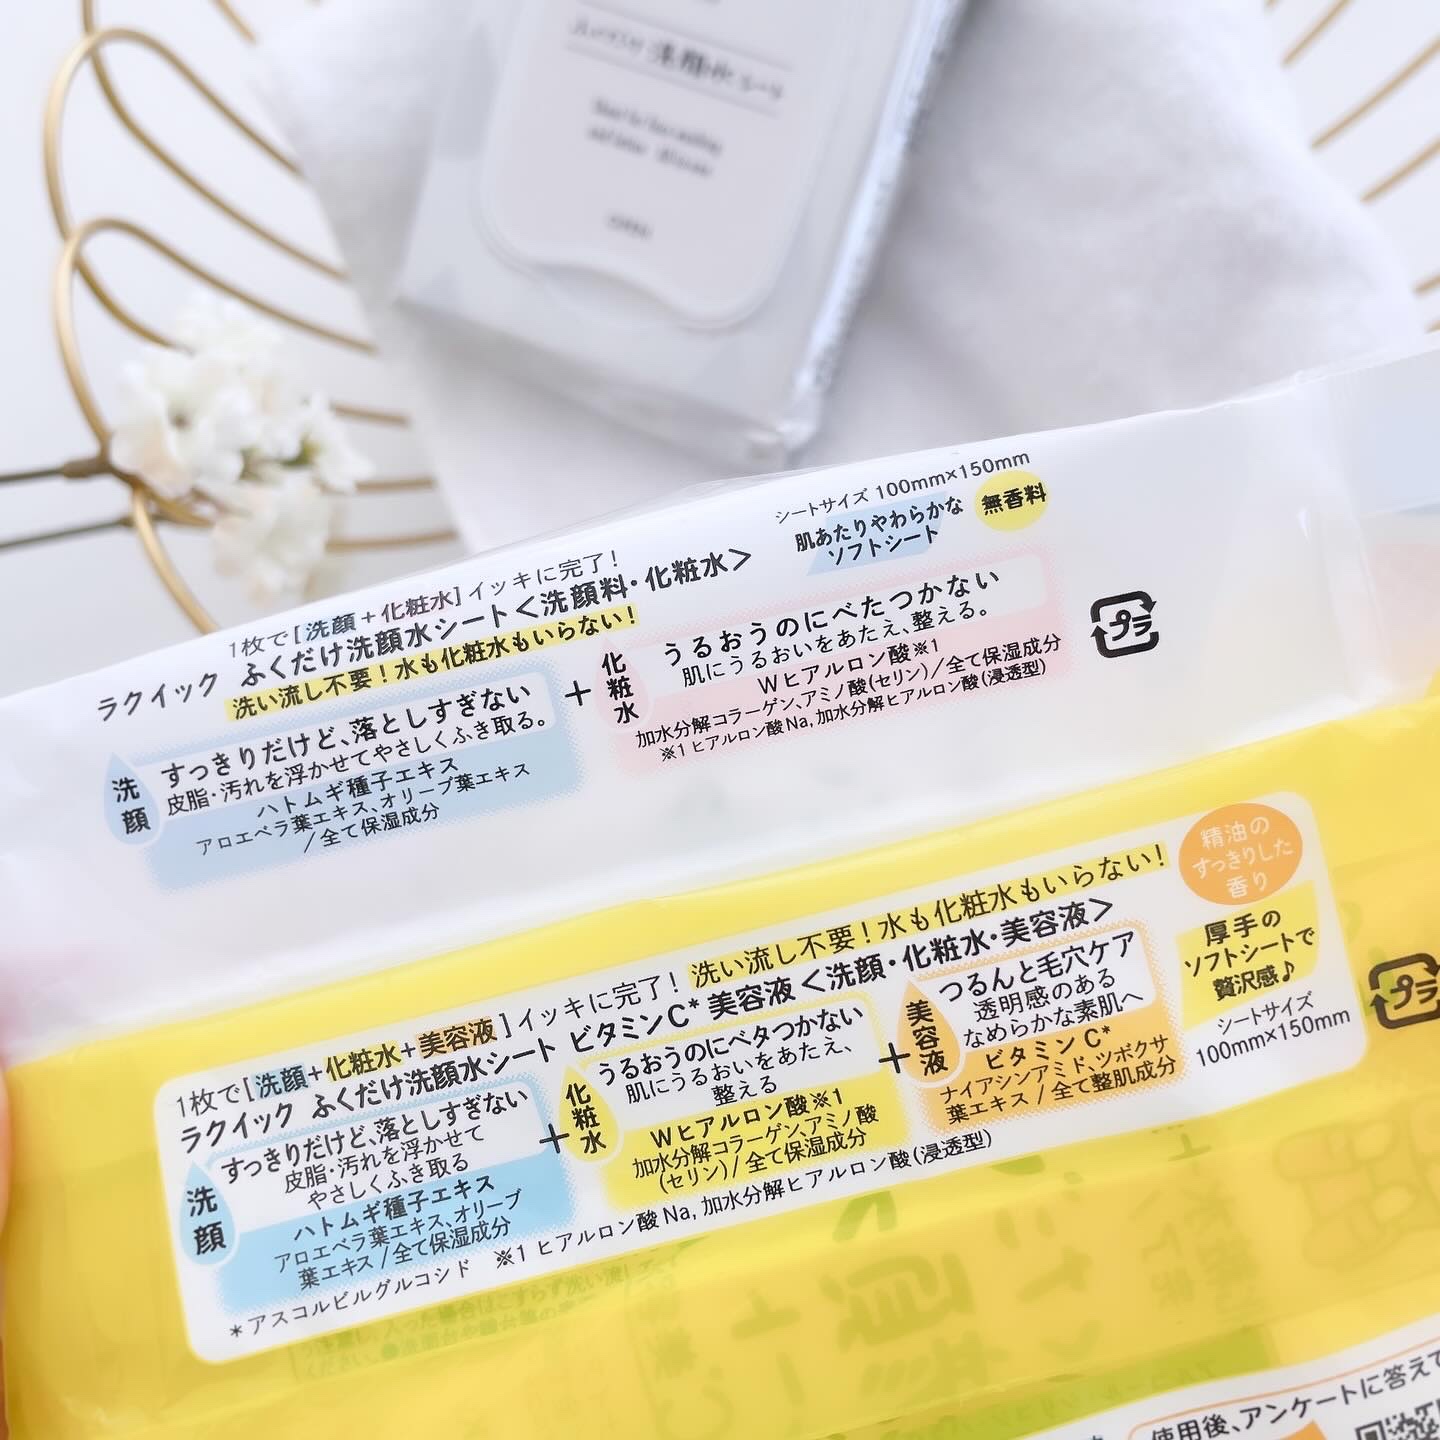 洗顔水シート
シートサイズ 100mm×150mm
肌あたりやわらかな
ソフトシート
無香料
1枚で[洗顔+化粧水]イッキに完了!
ラクイック ふくだけ洗顔水シート<洗顔料・化粧水>
洗い流し不要!水も化粧水もいらない!
洗顔
すっきりだけど、落としすぎない
皮脂・汚れを浮かせてやさしくふき取る。
ハトムギ種子エキス
アロエベラ葉エキス、オリーブ葉エキス
/全て保湿成分
+
化粧水
うるおうのにべたつかない
肌にうるおいをあたえ、整える。
Wヒアルロン酸※1
加水分解コラーゲン、アミノ酸(セリン)/全て保湿成分
※1 ヒアルロン酸Na, 加水分解ヒアルロン酸(浸透型)
プラ
1枚で[洗顔+化粧水+美容液]イッキに完了!洗い流し不要!水も化粧水もいらない!
ラクイック ふくだけ洗顔水シート ビタミンC*美容液<洗顔・化粧水・美容液>
精油の
すっきりした
香り
厚手の
ソフトシートで
贅沢感♪
シートサイズ
100mm×150mm
洗顔
すっきりだけど、落としすぎない
皮脂・汚れを浮かせて
やさしくふき取る
ハトムギ種子エキス
アロエベラ葉エキス、オリーブ
葉エキス/全て保湿成分
+
化粧水
うるおうのにベタつかない
肌にうるおいをあたえ、
整える
Wヒアルロン酸※1
加水分解コラーゲン、アミノ酸
(セリン)/全て保湿成分
+
美容液
つるんと毛穴ケア
透明感のある
なめらかな素肌へ
ビタミンC*
ナイアシンアミド、ツボクサ
葉エキス/全て整肌成分
*アスコルビルグルコシド ※1 ヒアルロン酸Na, 加水分解ヒアルロン酸(浸透型)
プラ
使用後、アンケートに答えて